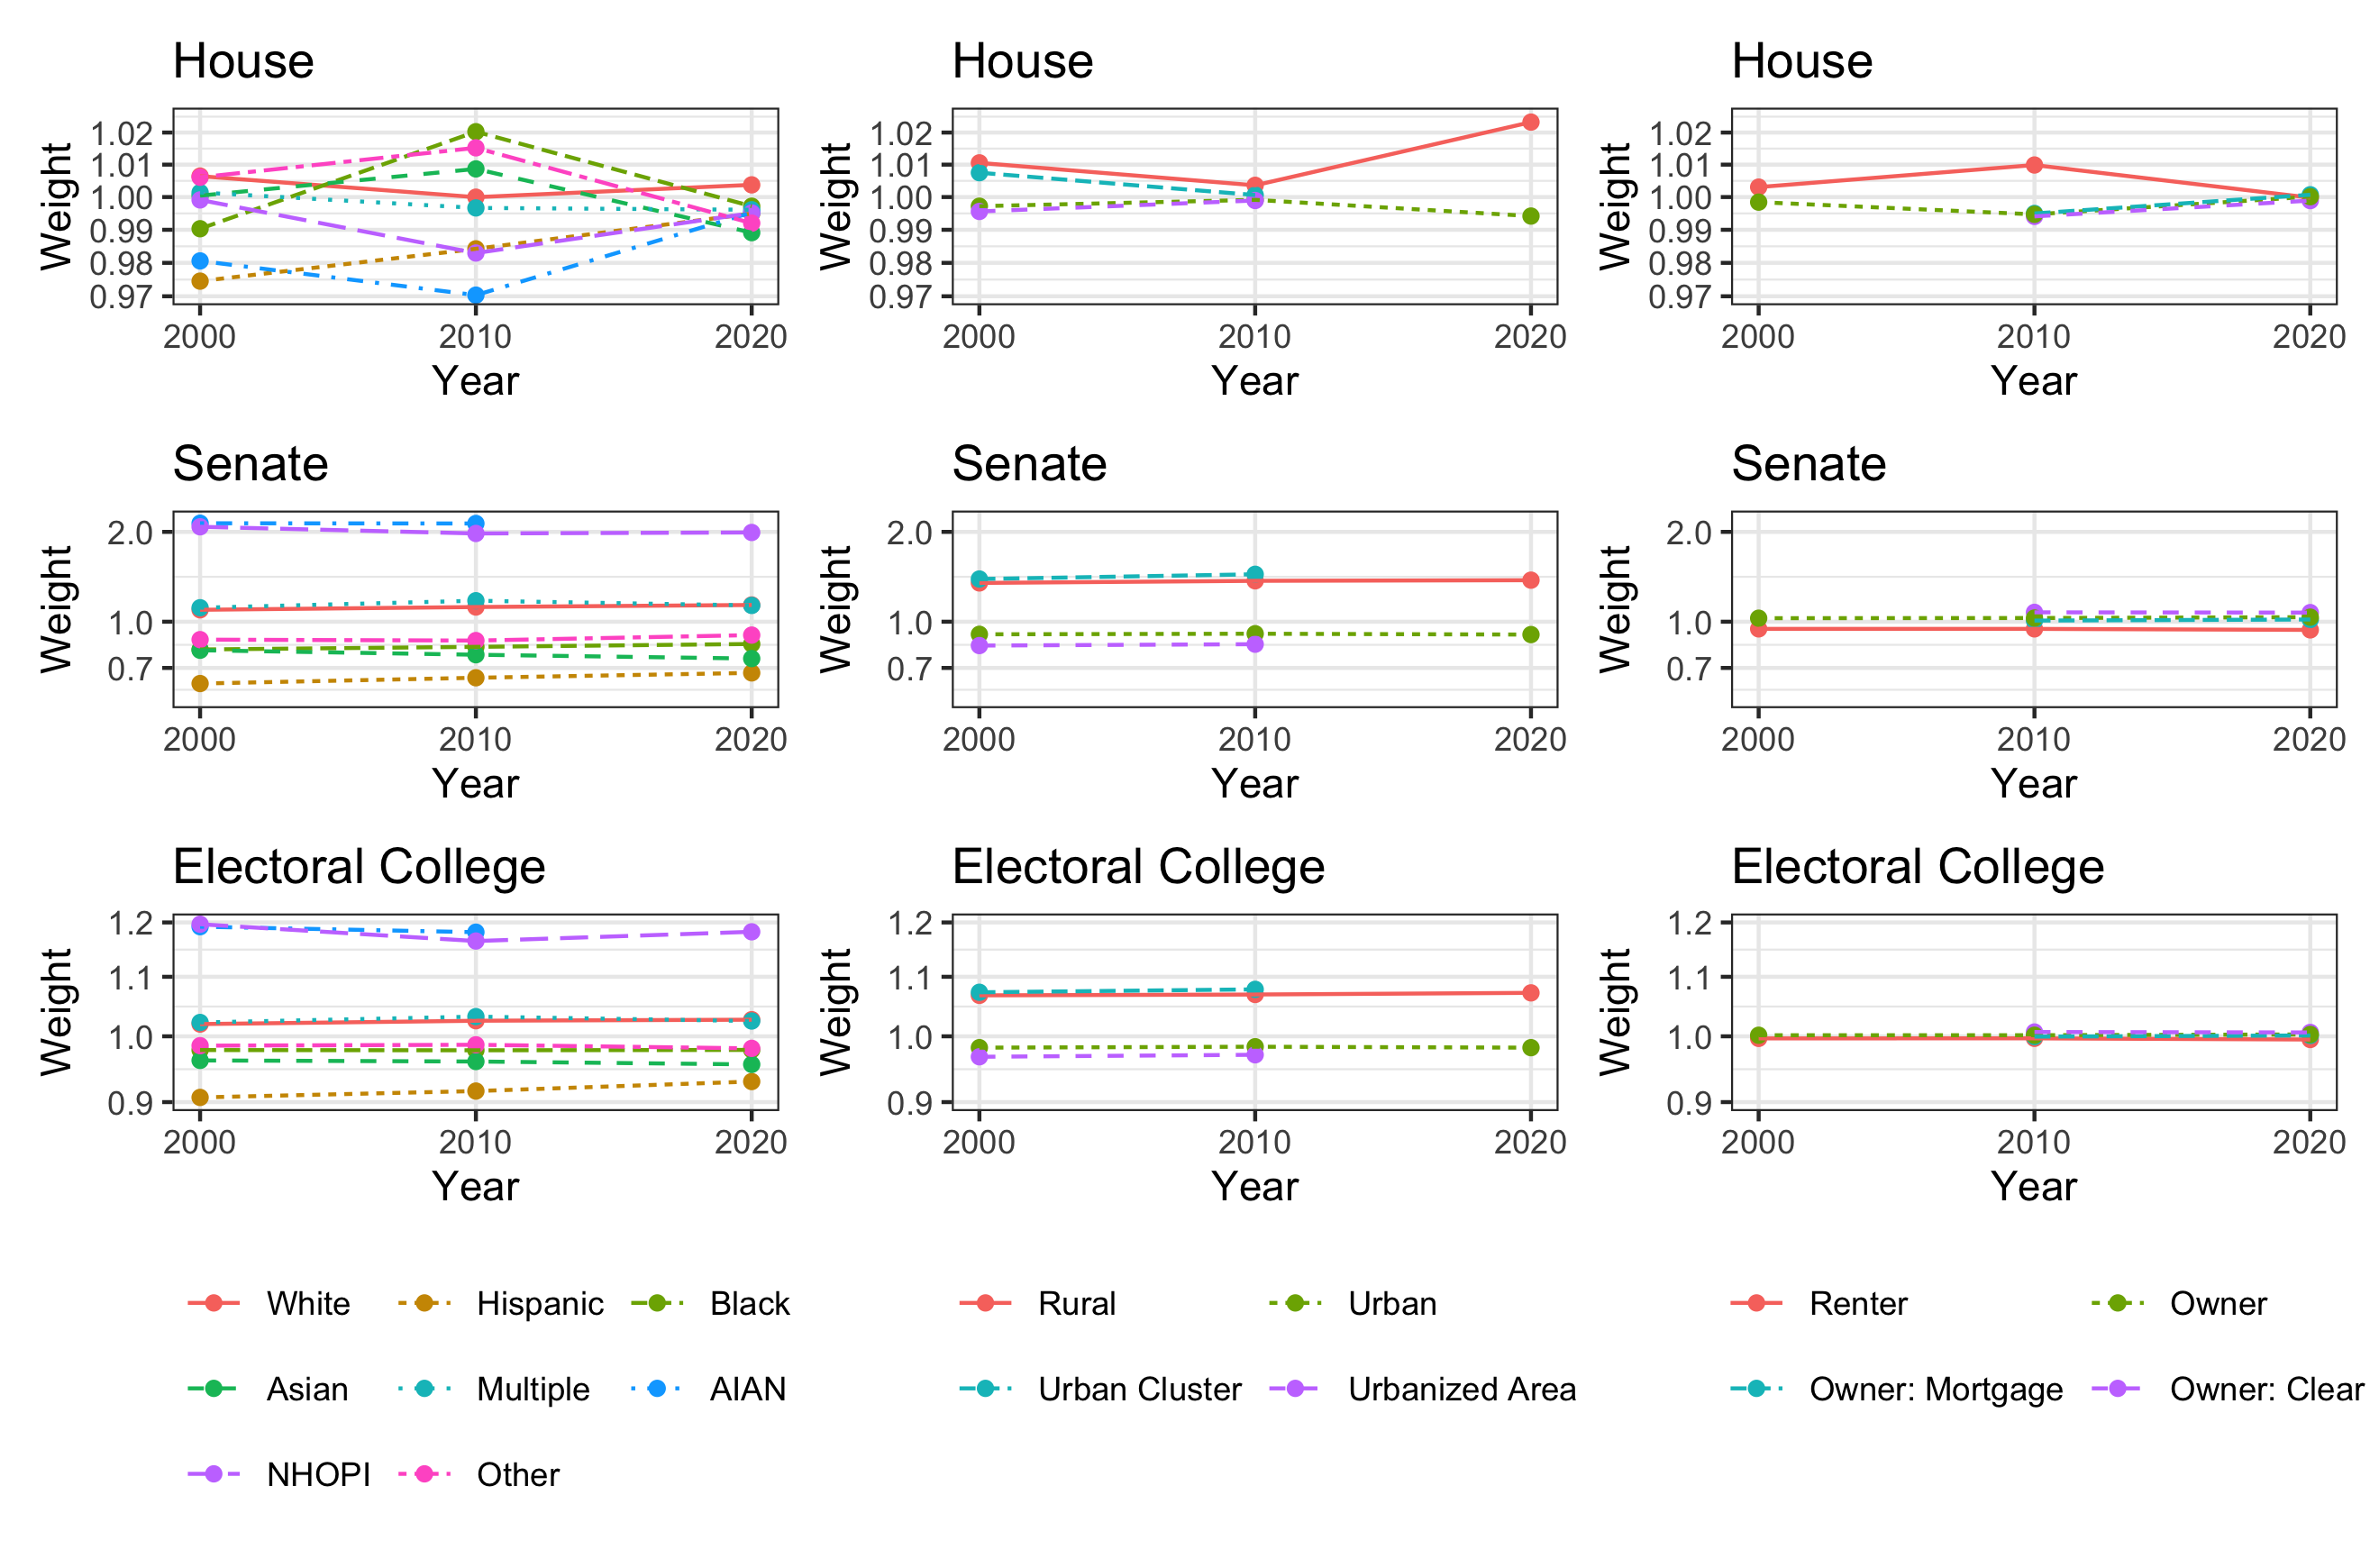 House House House
Weight 1.02 1.01 1.00 0.99 0.98 0.97 Weight 1.02 1.01 1.00 0.99 0.98 0.97 Weight 1.02 1.01 1.00 0.99 0.98 0.97
2000 2010 2020 2000 2010 2020 2000 2010 2020
Year Year Year
Senate Senate Senate
Weight 2.0 1.0 0.7 Weight 2.0 1.0 0.7 Weight 2.0 1.0 0.7
2000 2010 2020 2000 2010 2020 2000 2010 2020
Year Year Year
Electoral College Electoral College Electoral College
Weight 1.2 1.1 1.0 0.9 Weight 1.2 1.1 1.0 0.9 Weight 1.2 1.1 1.0 0.9
2000 2010 2020 2000 2010 2020 2000 2010 2020
Year Year Year
White Hispanic Black Rural Urban Renter Owner
Asian Multiple AIAN Urban Cluster Urbanized Area Owner: Mortgage Owner: Clear
NHOPI Other